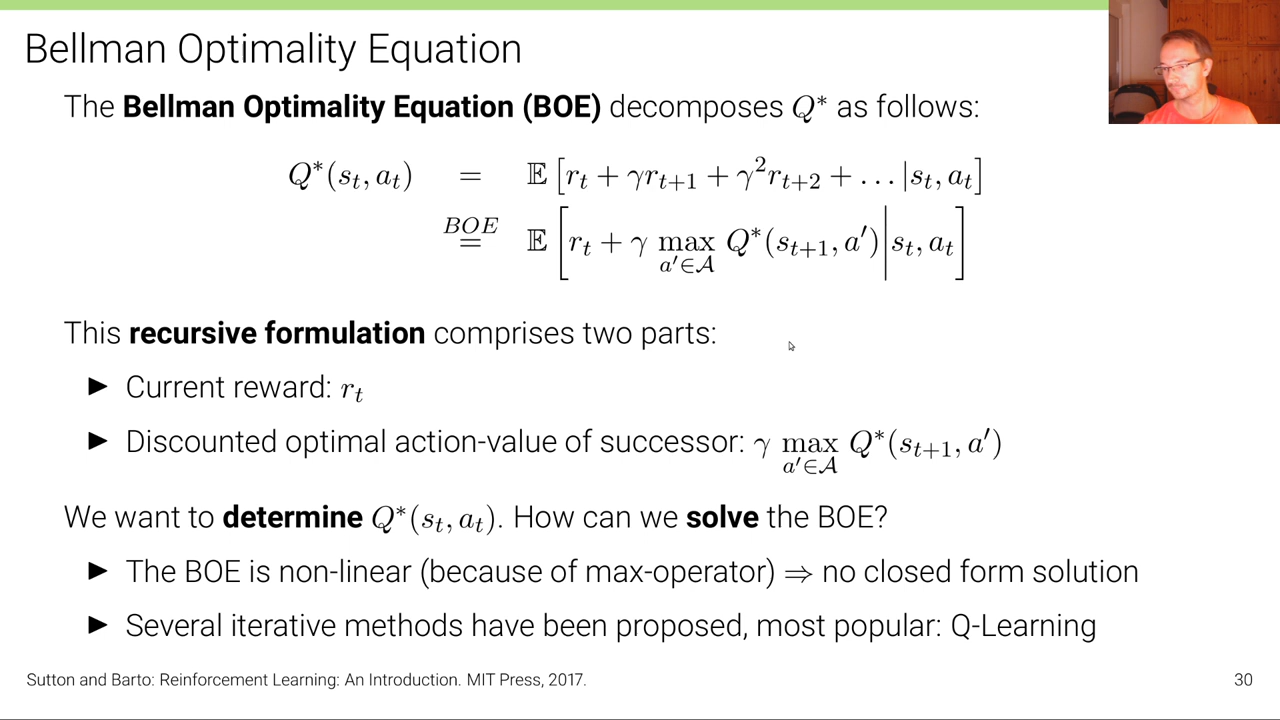 Bellman Optimality Equation
The Bellman Optimality Equation (BOE) decomposes Q* as follows:
Q*(s_t, a_t) = 𝔼 [r_t + γr_{t+1} + γ²r_{t+2} + … |s_t, a_t]
BOE= 𝔼 [r_t + γ max_{a′∈𝒜} Q*(s_{t+1}, a′) | s_t, a_t]
This recursive formulation comprises two parts:
▶ Current reward: r_t
▶ Discounted optimal action-value of successor: γ max_{a′∈𝒜} Q*(s_{t+1}, a′)
We want to determine Q*(s_t, a_t). How can we solve the BOE?
▶ The BOE is non-linear (because of max-operator) ⇒ no closed form solution
▶ Several iterative methods have been proposed, most popular: Q-Learning
Sutton and Barto: Reinforcement Learning: An Introduction. MIT Press, 2017.
30